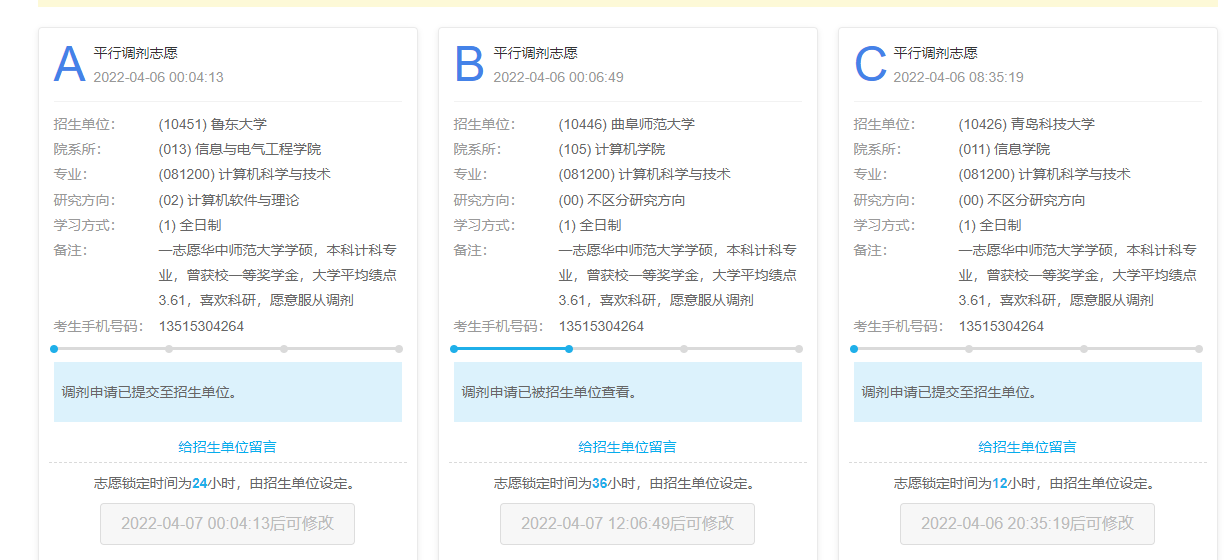 A 平行调剂志愿
2022-04-06 00:04:13
招生单位： (10451) 鲁东大学
院系所： (013) 信息与电气工程学院
专业： (081200) 计算机科学与技术
研究方向： (02) 计算机软件与理论
学习方式： (1) 全日制
备注： 一志愿华中师范大学学硕，本科计科专
业，曾获校一等奖学金，大学平均绩点
3.61，喜欢科研，愿意服从调剂
考生手机号码： 13515304264
调剂申请已提交至招生单位。
给招生单位留言
志愿锁定时间为24小时，由招生单位设定。
2022-04-07 00:04:13后可修改
B 平行调剂志愿
2022-04-06 00:06:49
招生单位： (10446) 曲阜师范大学
院系所： (105) 计算机学院
专业： (081200) 计算机科学与技术
研究方向： (00) 不区分研究方向
学习方式： (1) 全日制
备注： 一志愿华中师范大学学硕，本科计科专
业，曾获校一等奖学金，大学平均绩点
3.61，喜欢科研，愿意服从调剂
考生手机号码： 13515304264
调剂申请已被招生单位查看。
给招生单位留言
志愿锁定时间为36小时，由招生单位设定。
2022-04-07 12:06:49后可修改
C 平行调剂志愿
2022-04-06 08:35:19
招生单位： (10426) 青岛科技大学
院系所： (011) 信息学院
专业： (081200) 计算机科学与技术
研究方向： (00) 不区分研究方向
学习方式： (1) 全日制
备注： 一志愿华中师范大学学硕，本科计科专
业，曾获校一等奖学金，大学平均绩点
3.61，喜欢科研，愿意服从调剂
考生手机号码： 13515304264
调剂申请已提交至招生单位。
给招生单位留言
志愿锁定时间为12小时，由招生单位设定。
2022-04-06 20:35:19后可修改